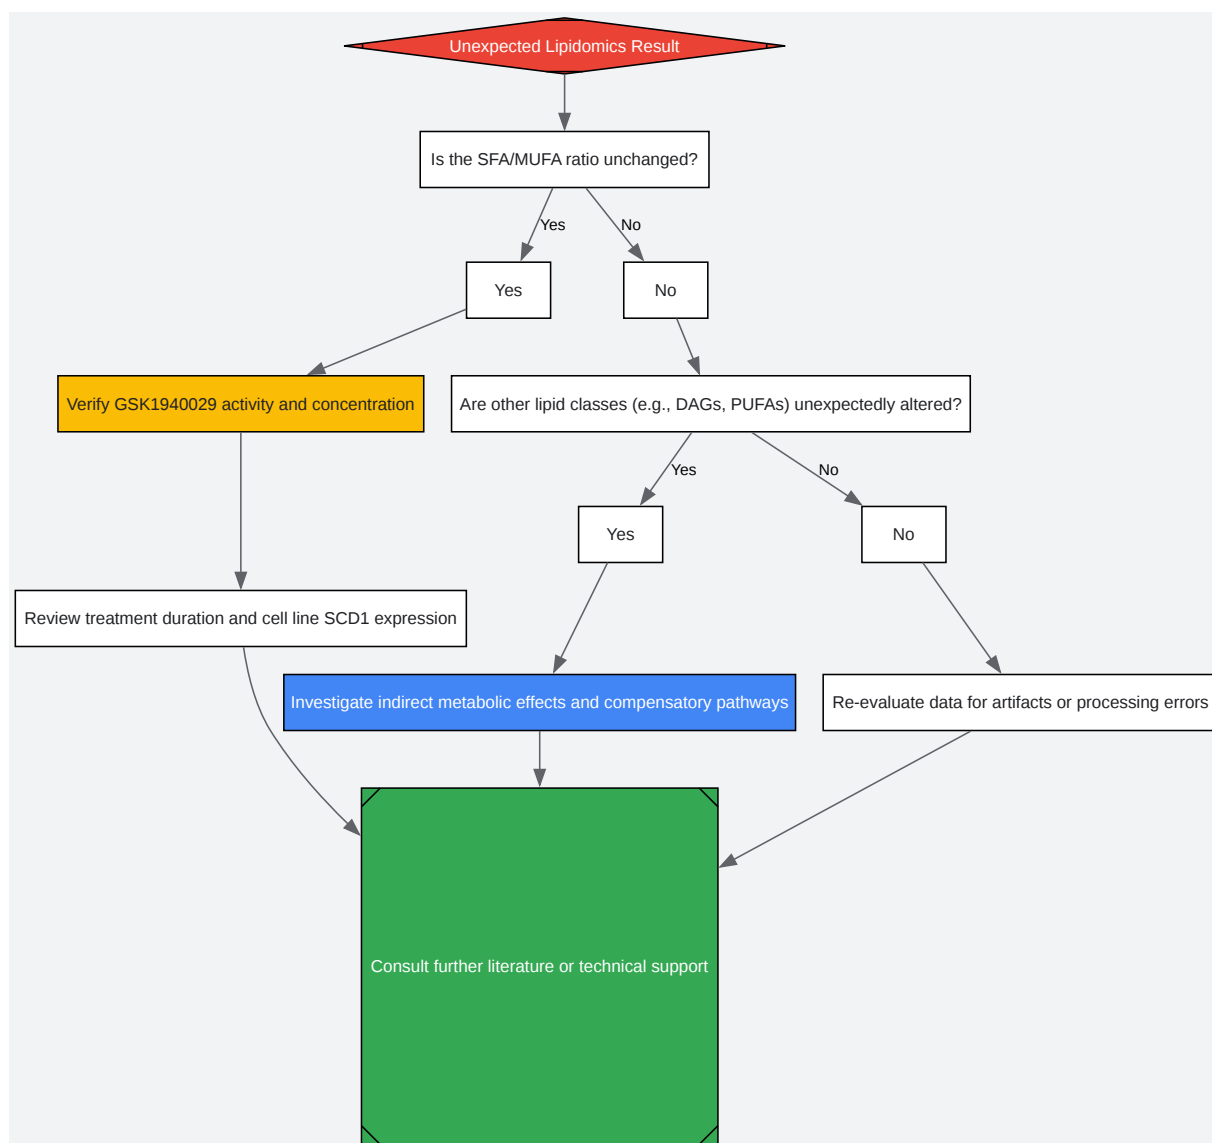 Unexpected Lipidomics Result
Is the SFA/MUFA ratio unchanged?
Yes
No
Yes
No
Verify GSK1940029 activity and concentration
Are other lipid classes (e.g., DAGs, PUFAs) unexpectedly altered?
Yes
No
Yes
No
Review treatment duration and cell line SCD1 expression
Investigate indirect metabolic effects and compensatory pathways
Re-evaluate data for artifacts or processing errors
Consult further literature or technical support